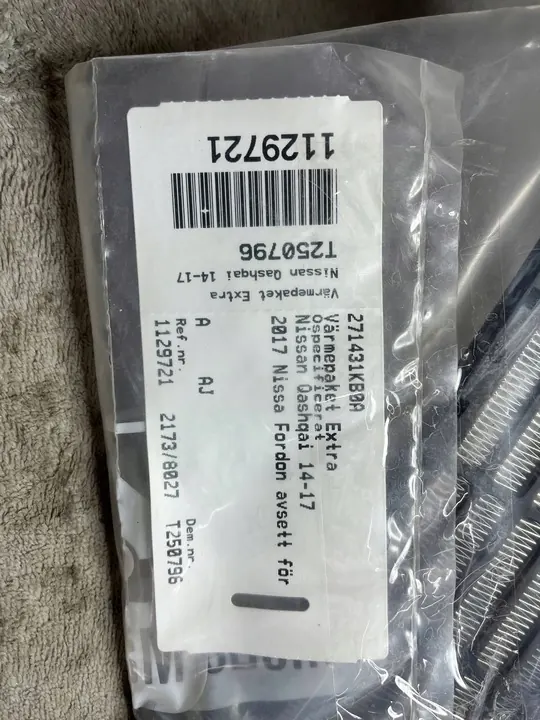 1129721
T250796
Nissan Qashqai 14-17
Värmepaket Extra
271431KB0A
Värmepaket Extra
Ospecificerat
Nissan Qashqai 14-17
2017 Nissa Fordon avsett för
A AJ
Ref.nr. Dem.nr.
1129721 2173/8027 T250796